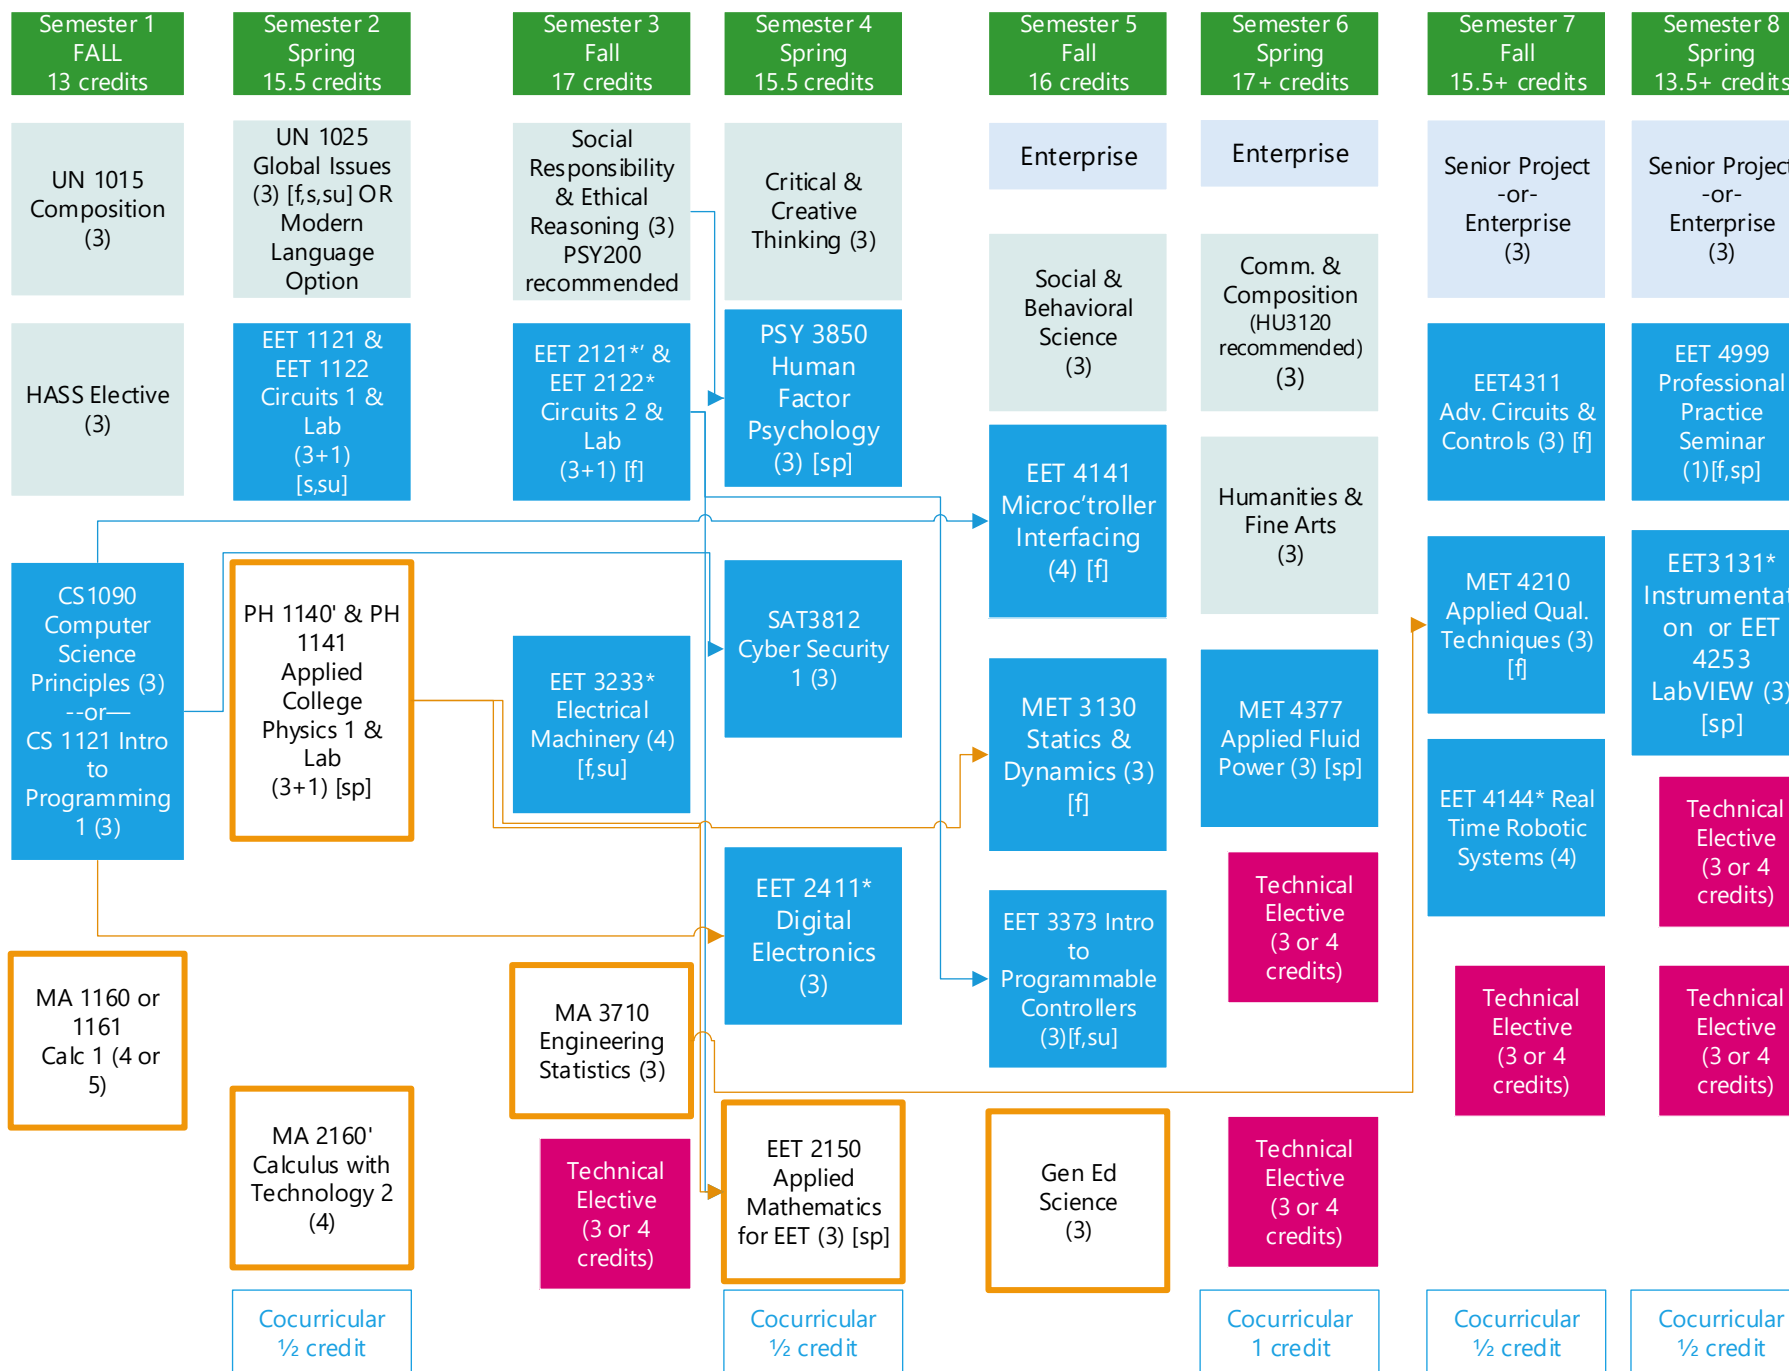 Semester 1
FALL
13 credits
Semester 2
Spring
15.5 credits
Semester 3
Fall
17 credits
Semester 4
Spring
15.5 credits
Semester 5
Fall
16 credits
Semester 6
Spring
17+ credits
Semester 7
Fall
15.5+ credits
Semester 8
Spring
13.5+ credits
UN 1015
Composition
(3)
HASS Elective
(3)
CS1090
Computer
Science
Principles (3)
--or—
CS 1121 Intro
to
Programming
1 (3)
MA 1160 or
1161
Calc 1 (4 or
5)
UN 1025
Global Issues
(3) [f,s,su] OR
Modern
Language
Option
EET 1121 &
EET 1122
Circuits 1 &
Lab
(3+1)
[s,su]
PH 1140' & PH
1141
Applied
College
Physics 1 &
Lab
(3+1) [sp]
MA 2160'
Calculus with
Technology 2
(4)
Cocurricular
½ credit
Social
Responsibility
& Ethical
Reasoning (3)
PSY200
recommended
EET 2121*’ &
EET 2122*
Circuits 2 &
Lab
(3+1) [f]
EET 3233*
Electrical
Machinery (4)
[f,su]
MA 3710
Engineering
Statistics (3)
Technical
Elective
(3 or 4
credits)
Critical &
Creative
Thinking (3)
PSY 3850
Human
Factor
Psychology
(3) [sp]
SAT3812
Cyber Security
1 (3)
EET 2411*
Digital
Electronics
(3)
EET 2150
Applied
Mathematics
for EET (3) [sp]
Cocurricular
½ credit
Enterprise
Social &
Behavioral
Science
(3)
EET 4141
Microc’troller
Interfacing
(4) [f]
MET 3130
Statics &
Dynamics (3)
[f]
EET 3373 Intro
to
Programmable
Controllers
(3)[f,su]
Gen Ed
Science
(3)
Enterprise
Comm. &
Composition
(HU3120
recommended)
(3)
Humanities &
Fine Arts
(3)
MET 4377
Applied Fluid
Power (3) [sp]
Technical
Elective
(3 or 4
credits)
Technical
Elective
(3 or 4
credits)
Cocurricular
1 credit
Senior Project
-or-
Enterprise
(3)
EET4311
Adv. Circuits &
Controls (3) [f]
MET 4210
Applied Qual.
Techniques (3)
[f]
EET 4144* Real
Time Robotic
Systems (4)
Technical
Elective
(3 or 4
credits)
Cocurricular
½ credit
Senior Project
-or-
Enterprise
(3)
EET 4999
Professional
Practice
Seminar
(1)[f,sp]
EET3131*
Instrumentati
on or EET
4253
LabVIEW (3)
[sp]
Technical
Elective
(3 or 4
credits)
Technical
Elective
(3 or 4
credits)
Cocurricular
½ credit